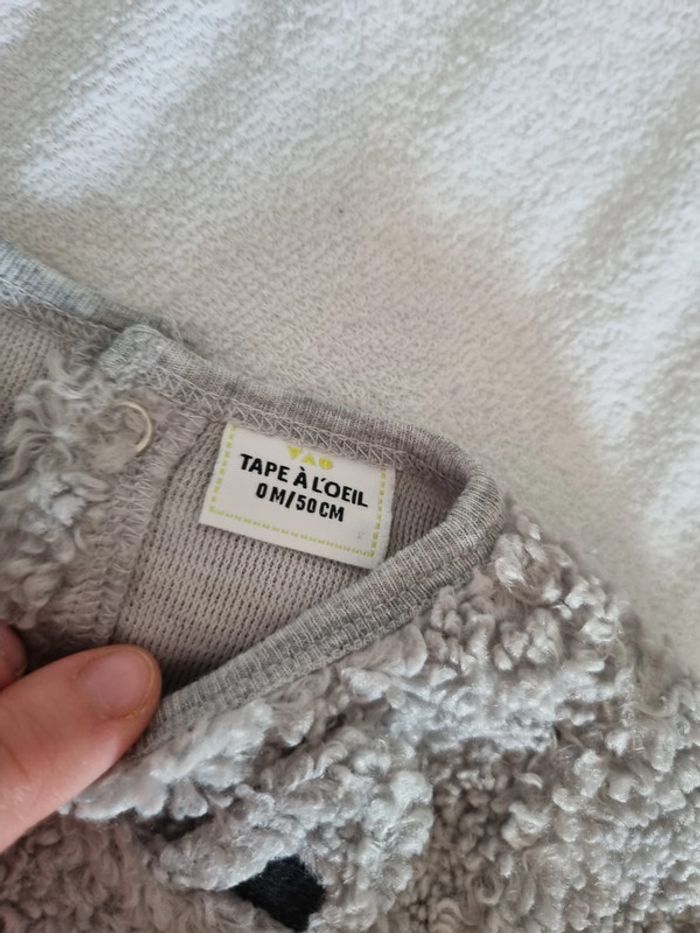 TAO
TAPE À L'OEIL
0M/50CM